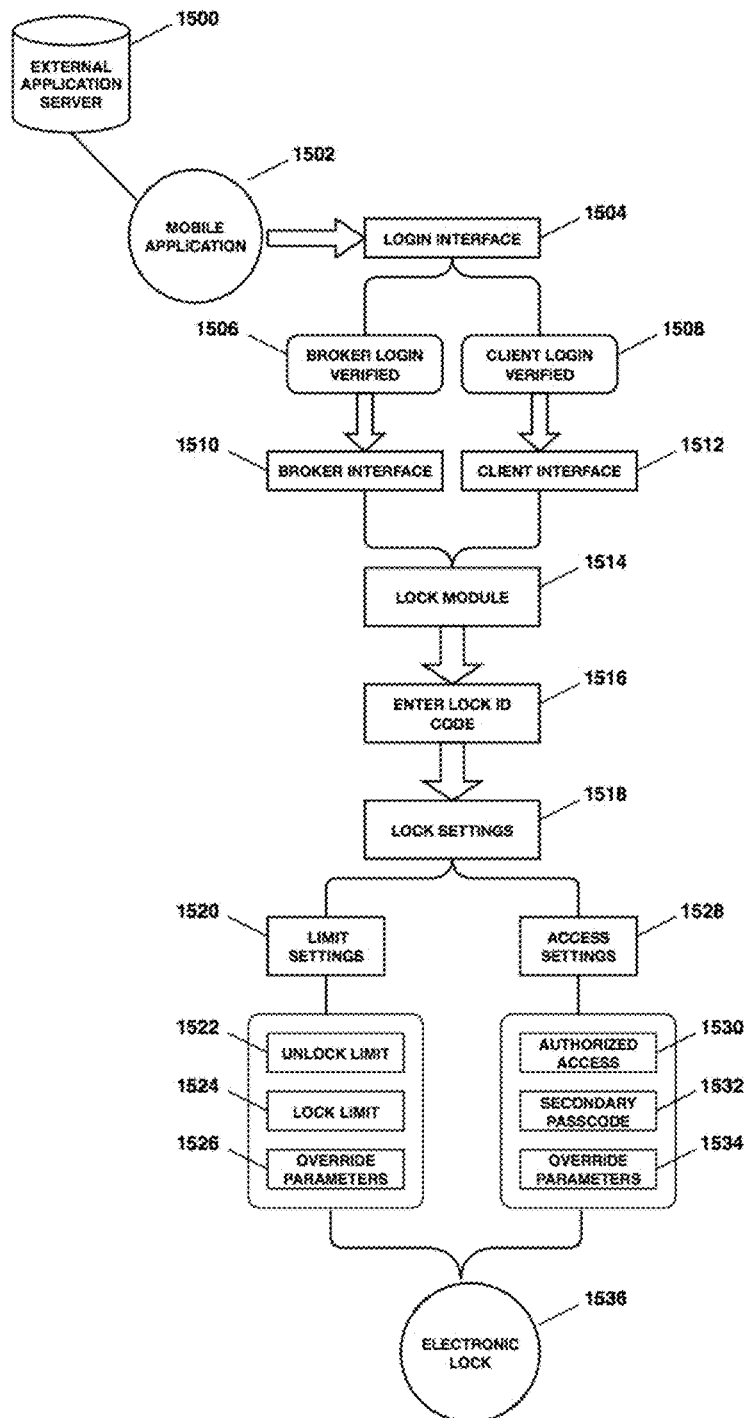 1500
EXTERNAL
APPLICATION
SERVER
1502
MOBILE
APPLICATION
1504
LOGIN INTERFACE
1506
BROKER LOGIN
VERIFIED
1508
CLIENT LOGIN
VERIFIED
1510
BROKER INTERFACE
1512
CLIENT INTERFACE
1514
LOCK MODULE
1516
ENTER LOCK ID
CODE
1518
LOCK SETTINGS
1520
LIMIT
SETTINGS
1528
ACCESS
SETTINGS
1522
UNLOCK LIMIT
1524
LOCK LIMIT
1526
OVERRIDE
PARAMETERS
1530
AUTHORIZED
ACCESS
1532
SECONDARY
PASSCODE
1534
OVERRIDE
PARAMETERS
1536
ELECTRONIC
LOCK